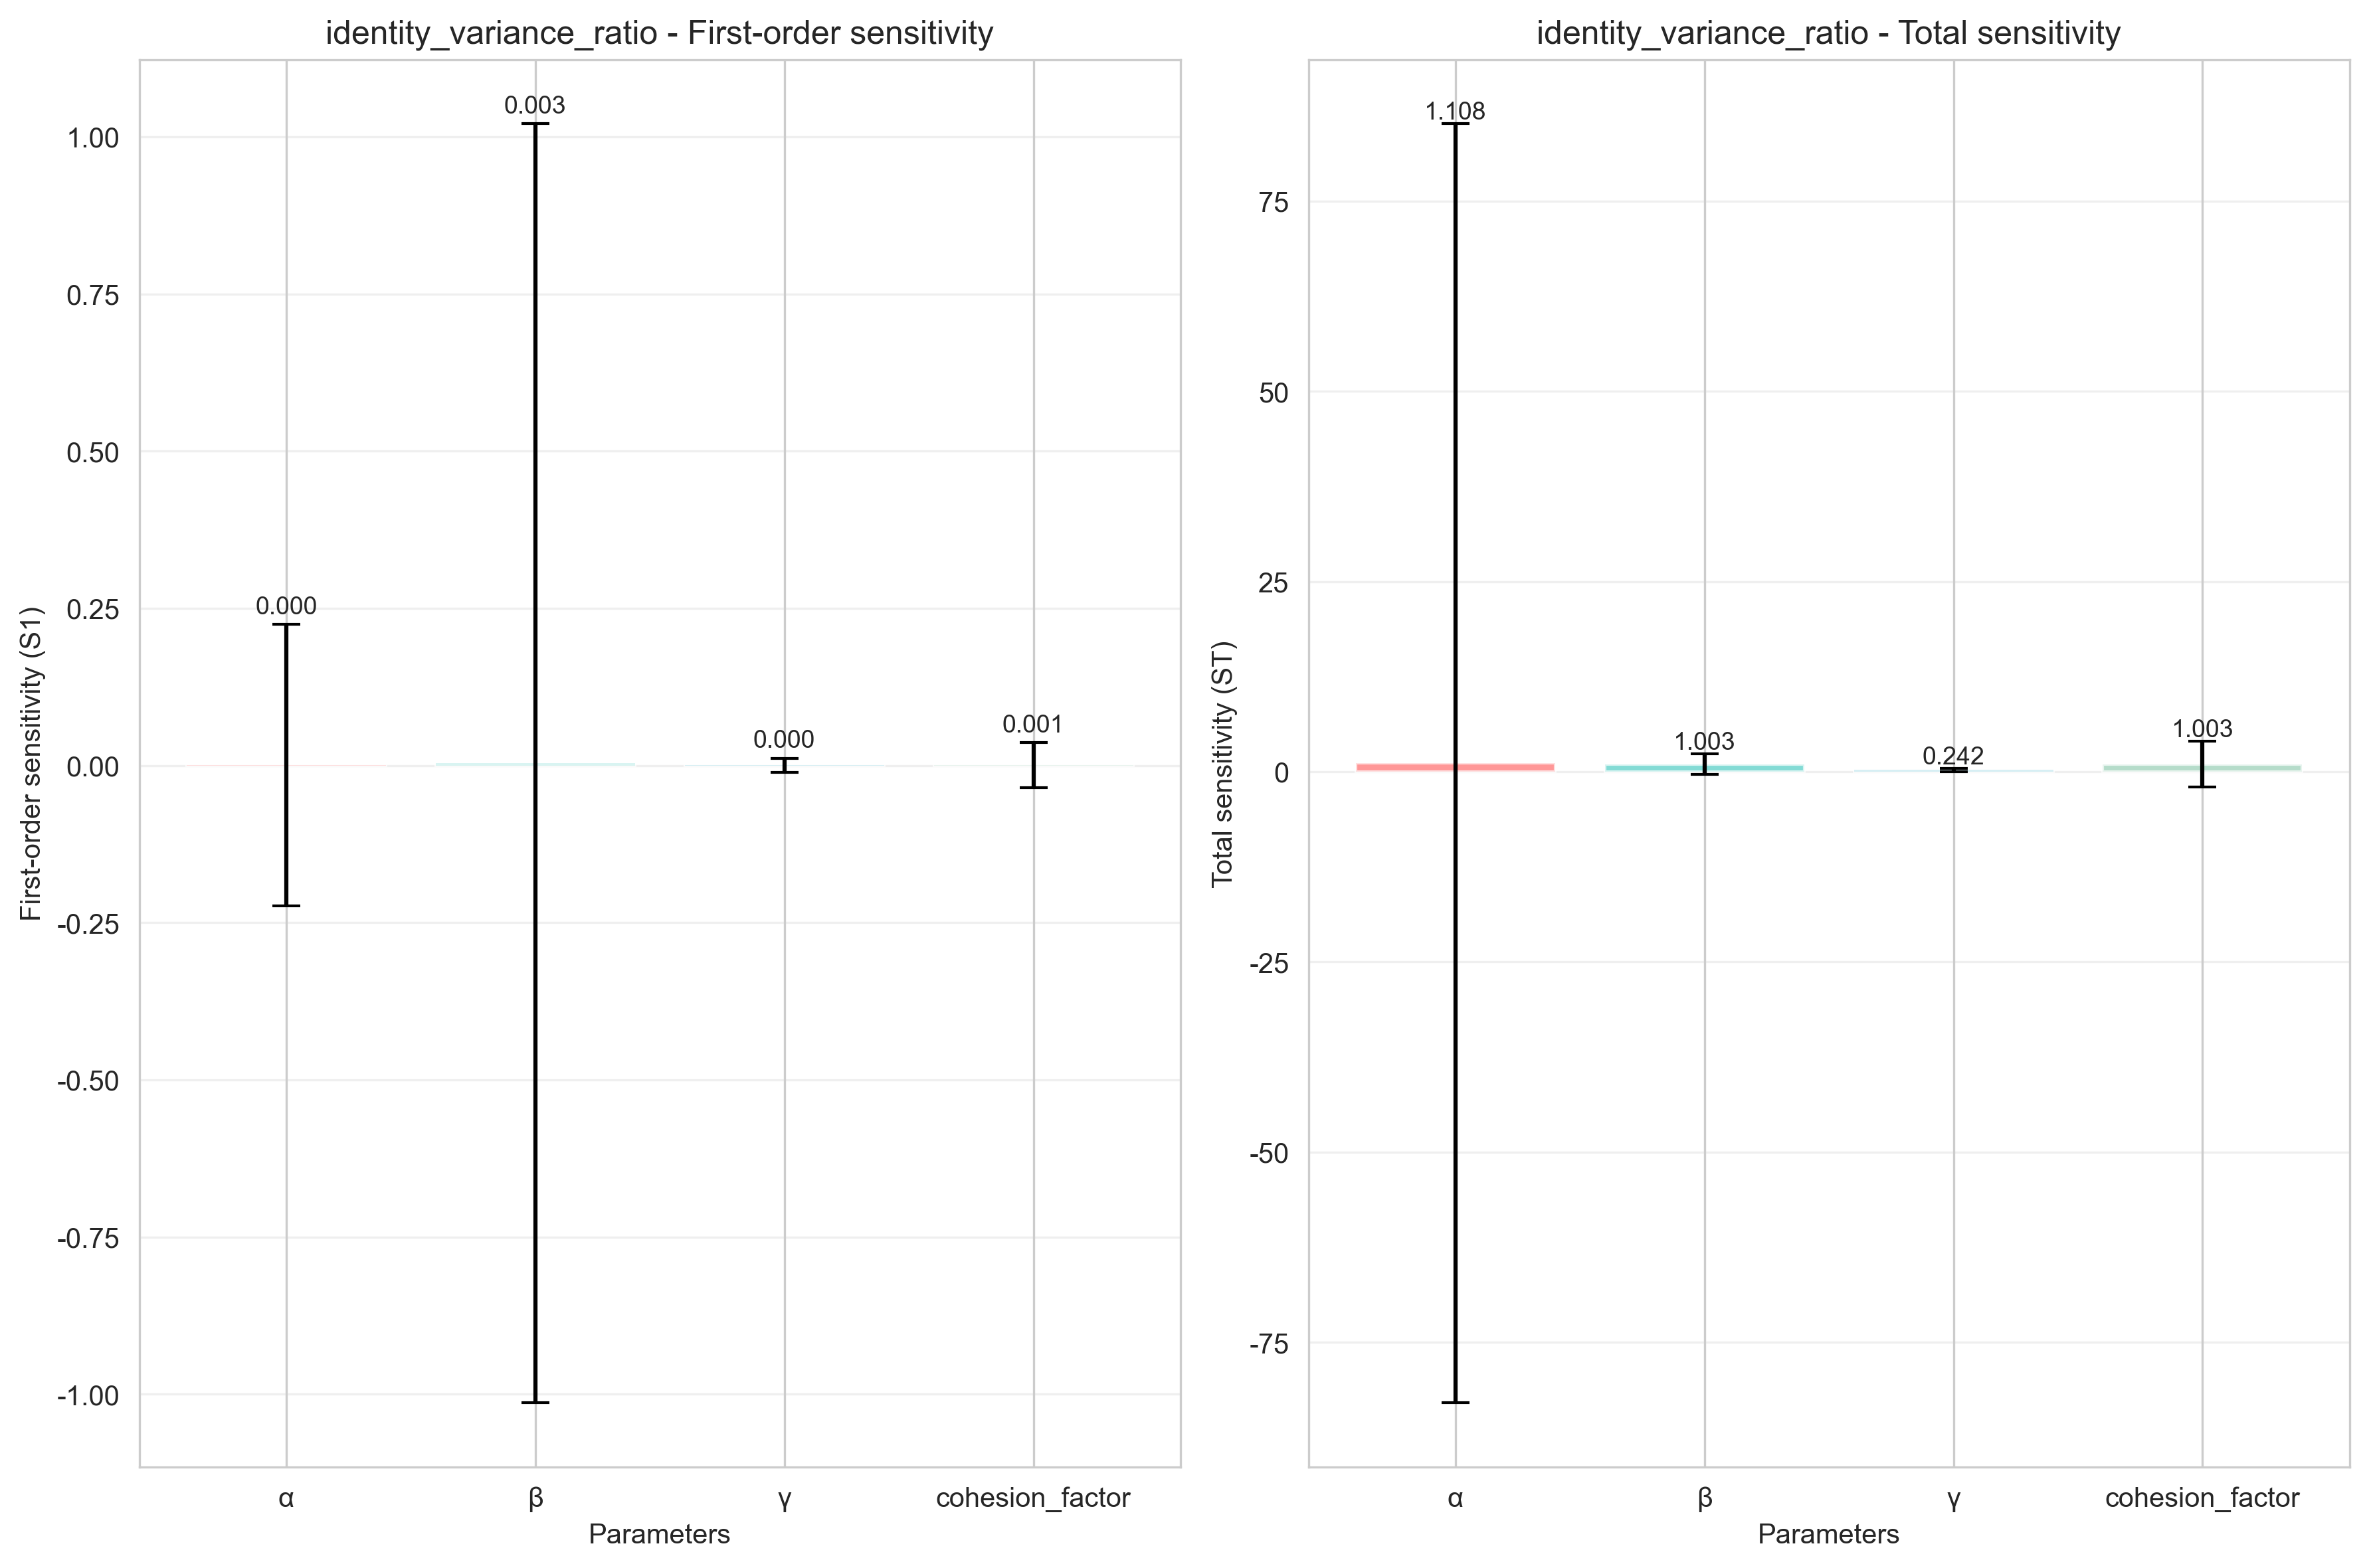 identity_variance_ratio - First-order sensitivity
First-order sensitivity (S1)
1.00
0.75
0.50
0.25
0.00
-0.25
-0.50
-0.75
-1.00
0.000
0.003
0.000
0.001
α
β
γ
cohesion_factor
Parameters
identity_variance_ratio - Total sensitivity
Total sensitivity (ST)
75
50
25
0
-25
-50
-75
1.108
1.003
0.242
1.003
α
β
γ
cohesion_factor
Parameters